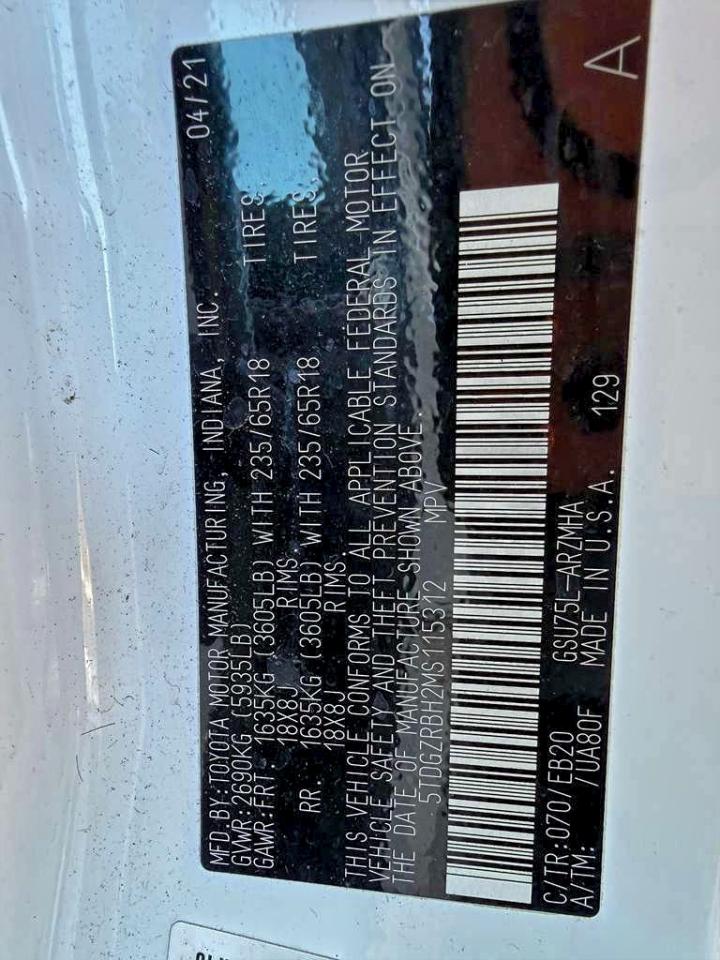 MFD.BY:TOYOTA MOTOR MANUFACTURING, INDIANA, INC. 04/21
GVWR:2690KG (5935LB)
GAWR:FRT. 1635KG (3605LB) WITH 235/65R18 TIRES.
18X8J RIMS
RR. 1635KG (3605LB) WITH 235/65R18 TIRES.
18X8J RIMS.
THIS VEHICLE CONFORMS TO ALL APPLICABLE FEDERAL MOTOR
VEHICLE SAFETY AND THEFT PREVENTION STANDARDS IN EFFECT ON
THE DATE OF MANUFACTURE SHOWN ABOVE.
5TDGZRBH2MS115312 MPV
C/TR:070/EB20 GSU75L-ARZMHA
A/TM: /UA80F MADE IN U.S.A. 129 A